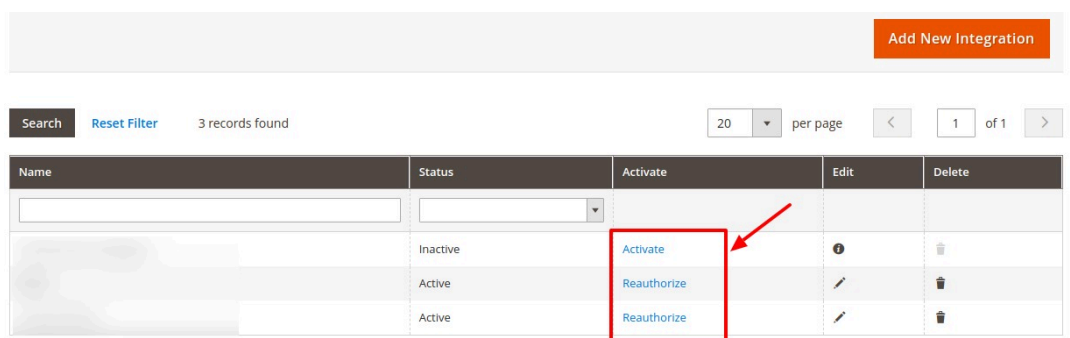 Add New Integration
Search Reset Filter 3 records found 20 per page 1 of 1
Name Status Activate Edit Delete
Inactive Activate
Active Reauthorize
Active Reauthorize